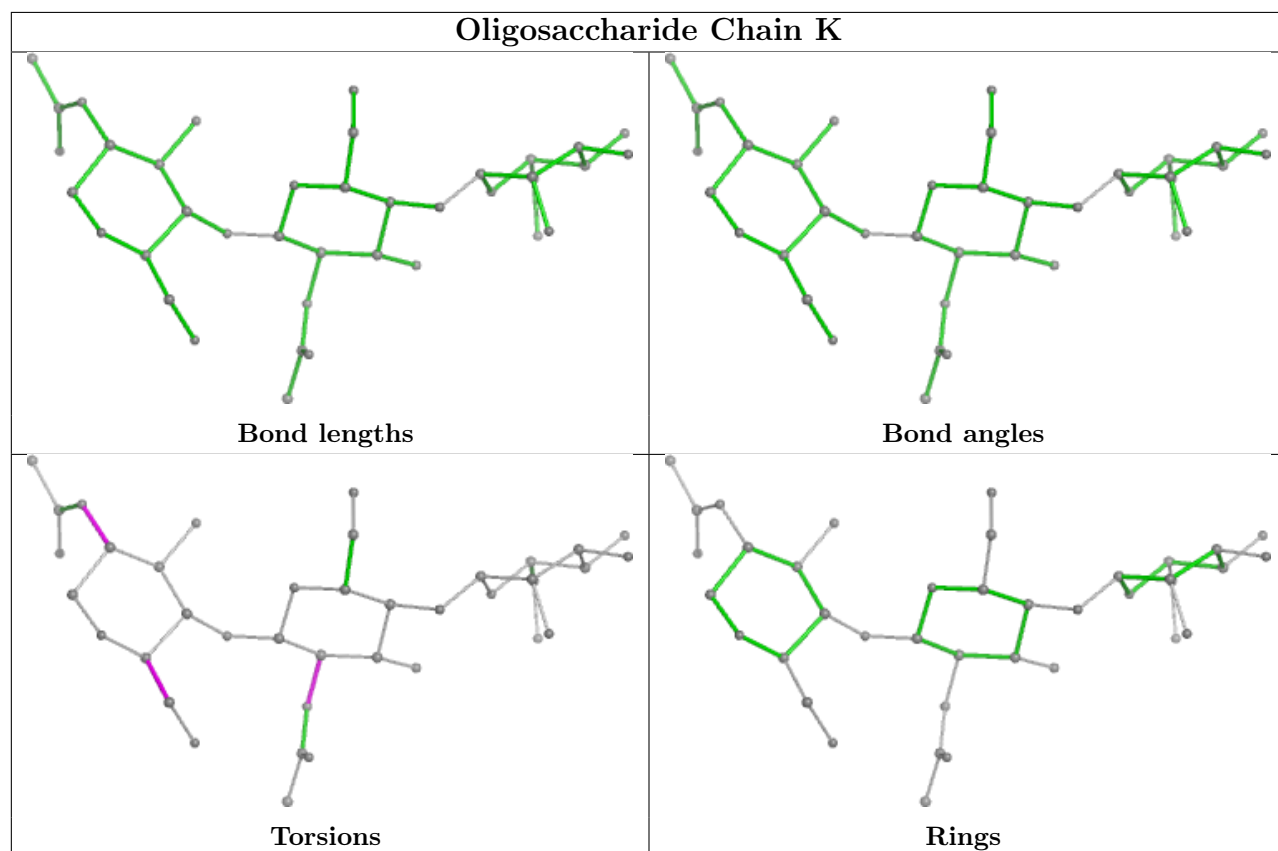 Oligosaccharide Chain K
Bond lengths
Bond angles
Torsions
Rings